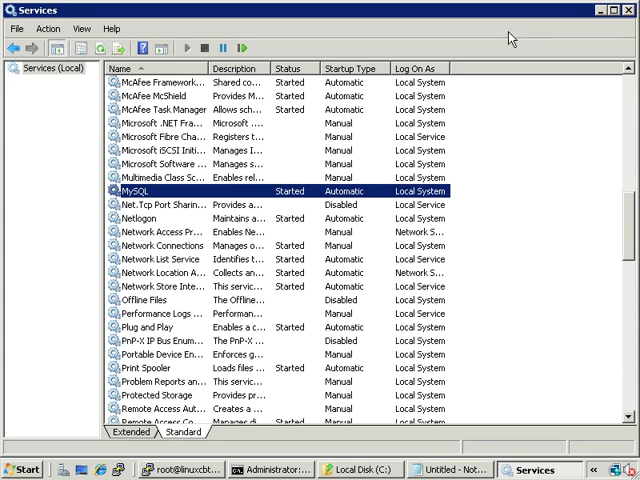 Services
File Action View Help
Name Description Status Startup Type Log On As
Services (Local)
McAfee Framework... Shared co... Started Automatic Local System
McAfee McShield Provides M... Started Automatic Local System
McAfee Task Manager Allows sch... Started Automatic Local System
Microsoft .NET Fra... Microsoft .... Manual Local System
Microsoft Fibre Cha... Registers t... Manual Local Service
Microsoft iSCSI Initi... Manages I... Manual Local System
Microsoft Software ... Manages s... Manual Local System
Multimedia Class Sc... Enables rel... Manual Local System
MySQL Started Automatic Local System
Net.Tcp Port Sharin... Provides a... Disabled Local Service
Netlogon Maintains a... Started Automatic Local System
Network Access Pr... Enables Ne... Manual Network S...
Network Connections Manages o... Started Manual Local System
Network List Service Identifies t... Started Automatic Local Service
Network Location A... Collects an... Started Automatic Network S...
Network Store Inte... This servic... Started Automatic Local Service
Offline Files The Offline... Disabled Local System
Performance Logs ... Performan... Manual Local Service
Plug and Play Enables a c... Started Automatic Local System
PnP-X IP Bus Enum... The PnP-X ... Disabled Local System
Portable Device En... Enforces g... Manual Local System
Print Spooler Loads files ... Started Automatic Local System
Problem Reports an... This servic... Manual Local System
Protected Storage Provides pr... Manual Local System
Remote Access Aut... Creates a ... Manual Local System
Remote Access Co... Manages di... Started Manual Local System
Extended Standard
Start root@linuxcbt... Administrator:... Local Disk (C:) Untitled - Not... Services «